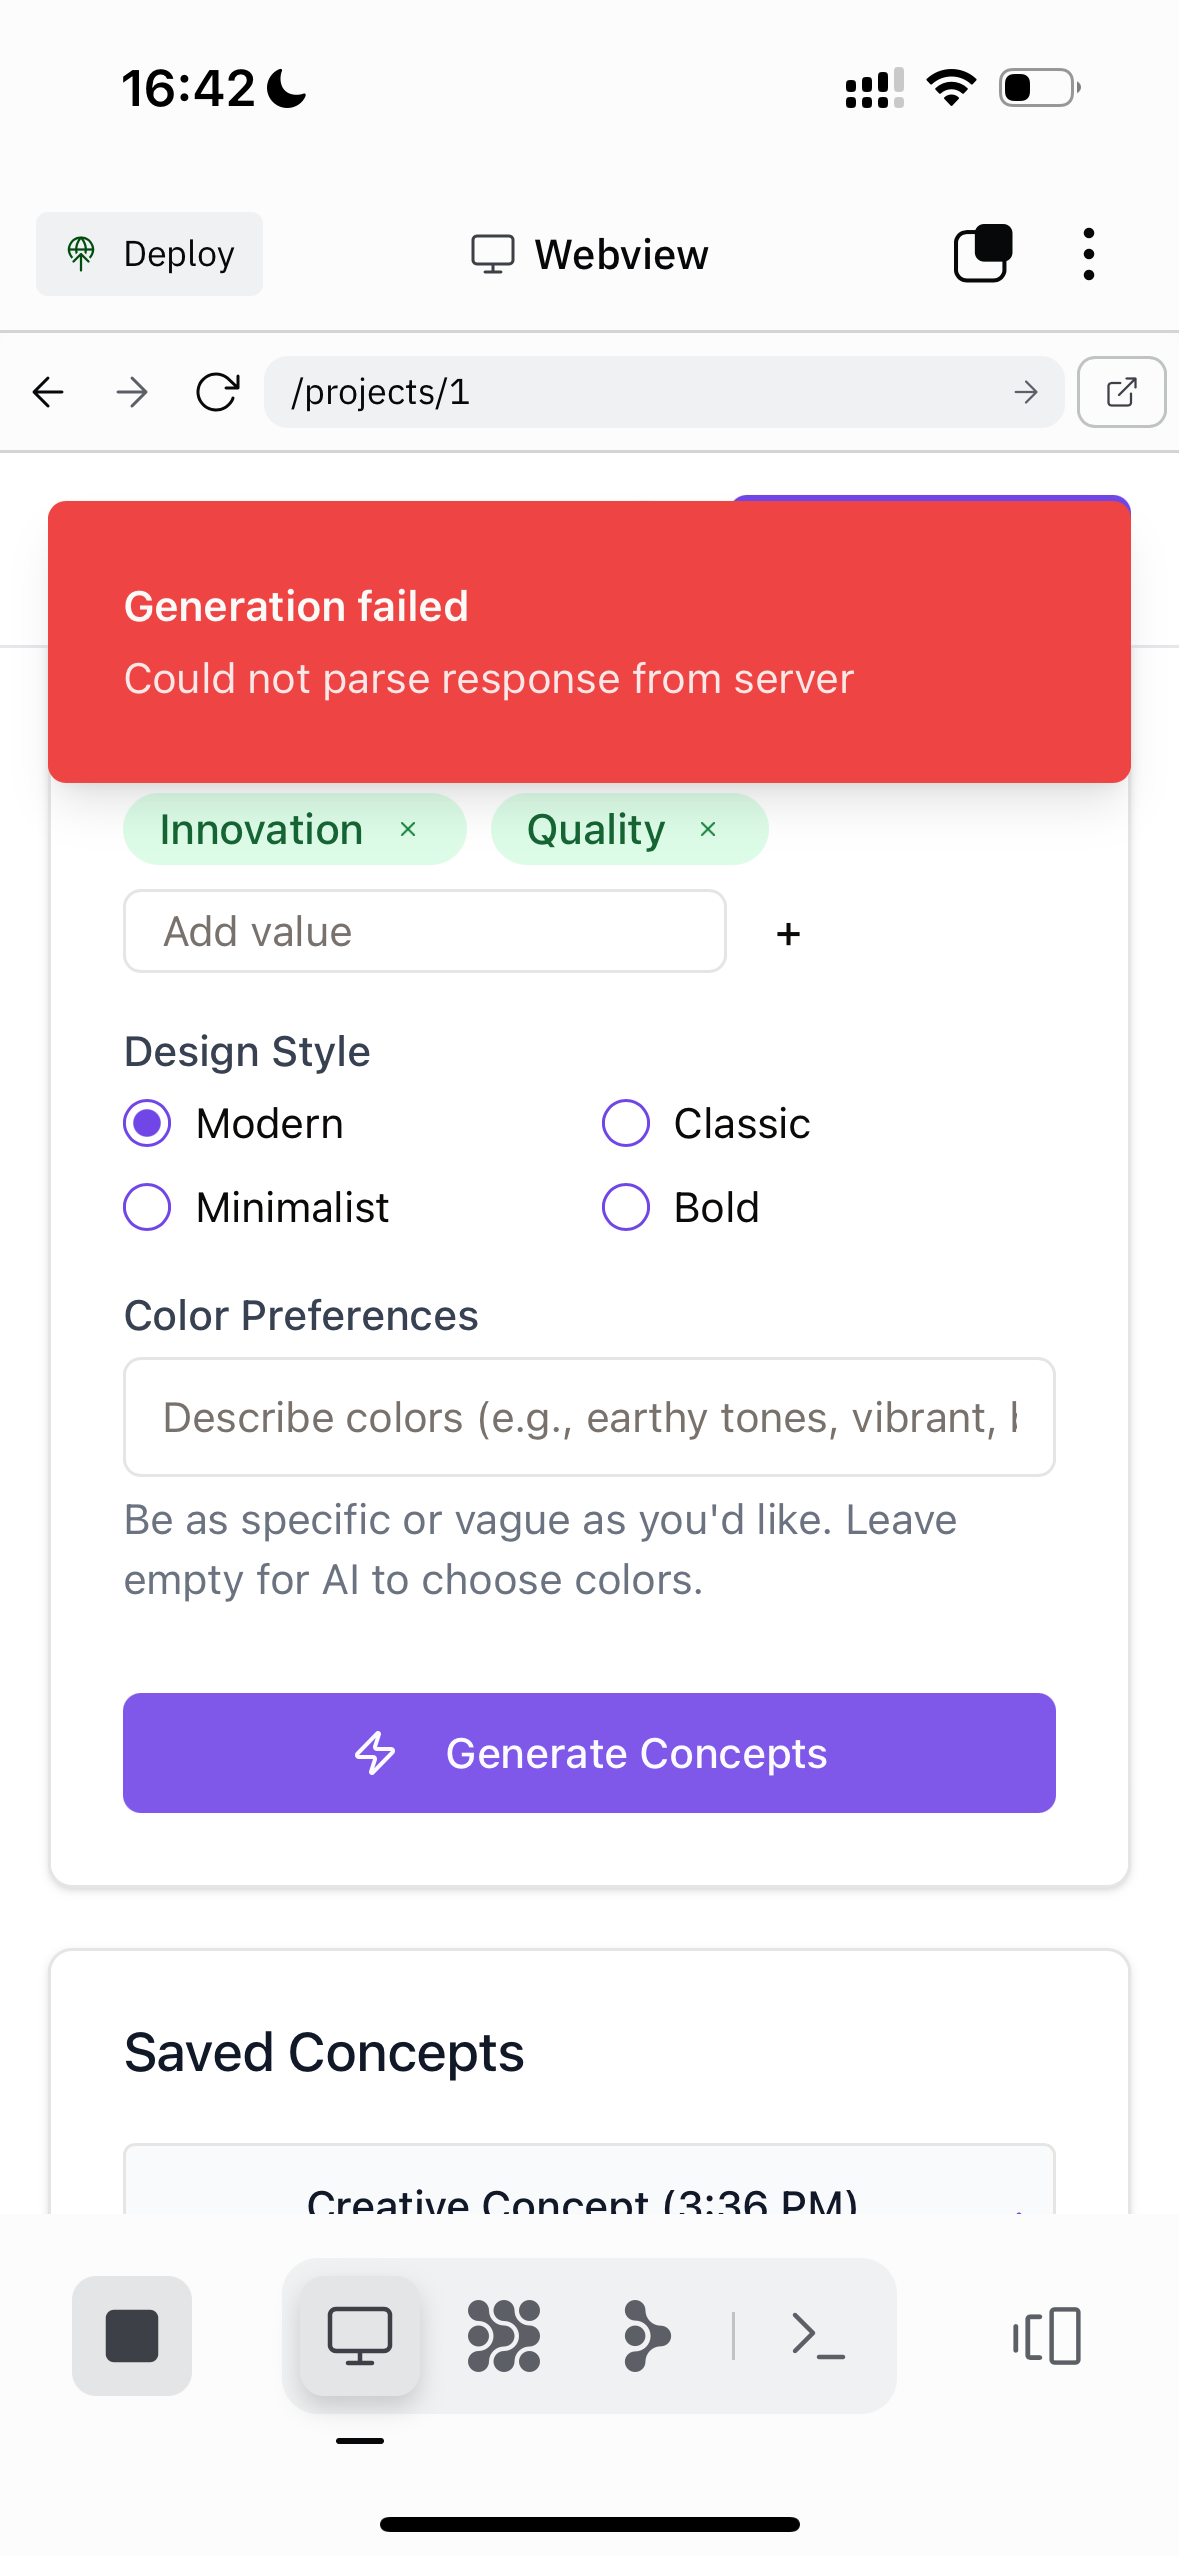 16:42
Deploy
Webview
/projects/1
Generation failed
Could not parse response from server
Innovation ×
Quality ×
Add value
+
Design Style
Modern
Classic
Minimalist
Bold
Color Preferences
Describe colors (e.g., earthy tones, vibrant,
Be as specific or vague as you'd like. Leave
empty for AI to choose colors.
Generate Concepts
Saved Concepts
Creative Concept (3:36 PM)